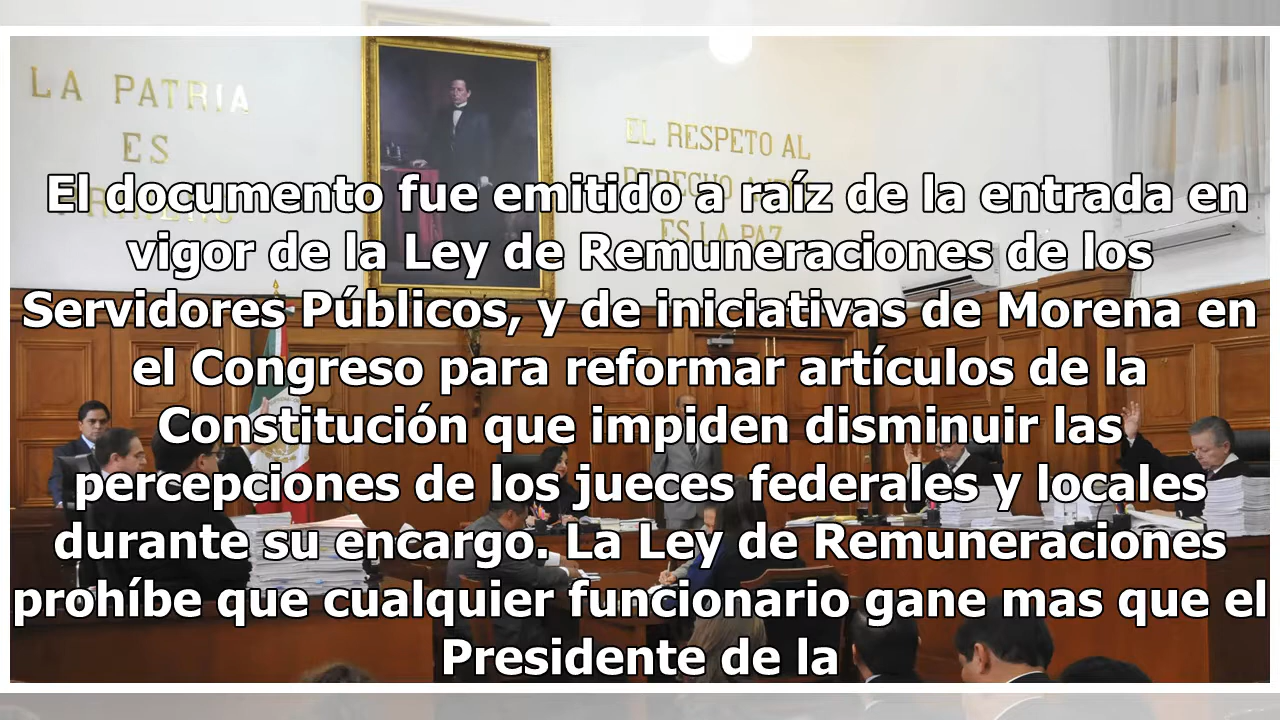 LA PATRIA
ES
EL RESPETO AL
ES LA PAZ
El documento fue emitido a raíz de la entrada en
vigor de la Ley de Remuneraciones de los
Servidores Públicos, y de iniciativas de Morena en
el Congreso para reformar artículos de la
Constitución que impiden disminuir las
percepciones de los jueces federales y locales
durante su encargo. La Ley de Remuneraciones
prohíbe que cualquier funcionario gane mas que el
Presidente de la